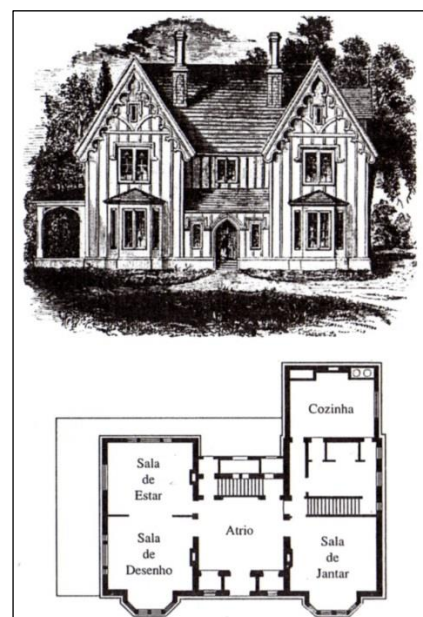 Cozinha
Sala
de
Estar
Atrio
Sala
de
Desenho
Sala
de
Jantar